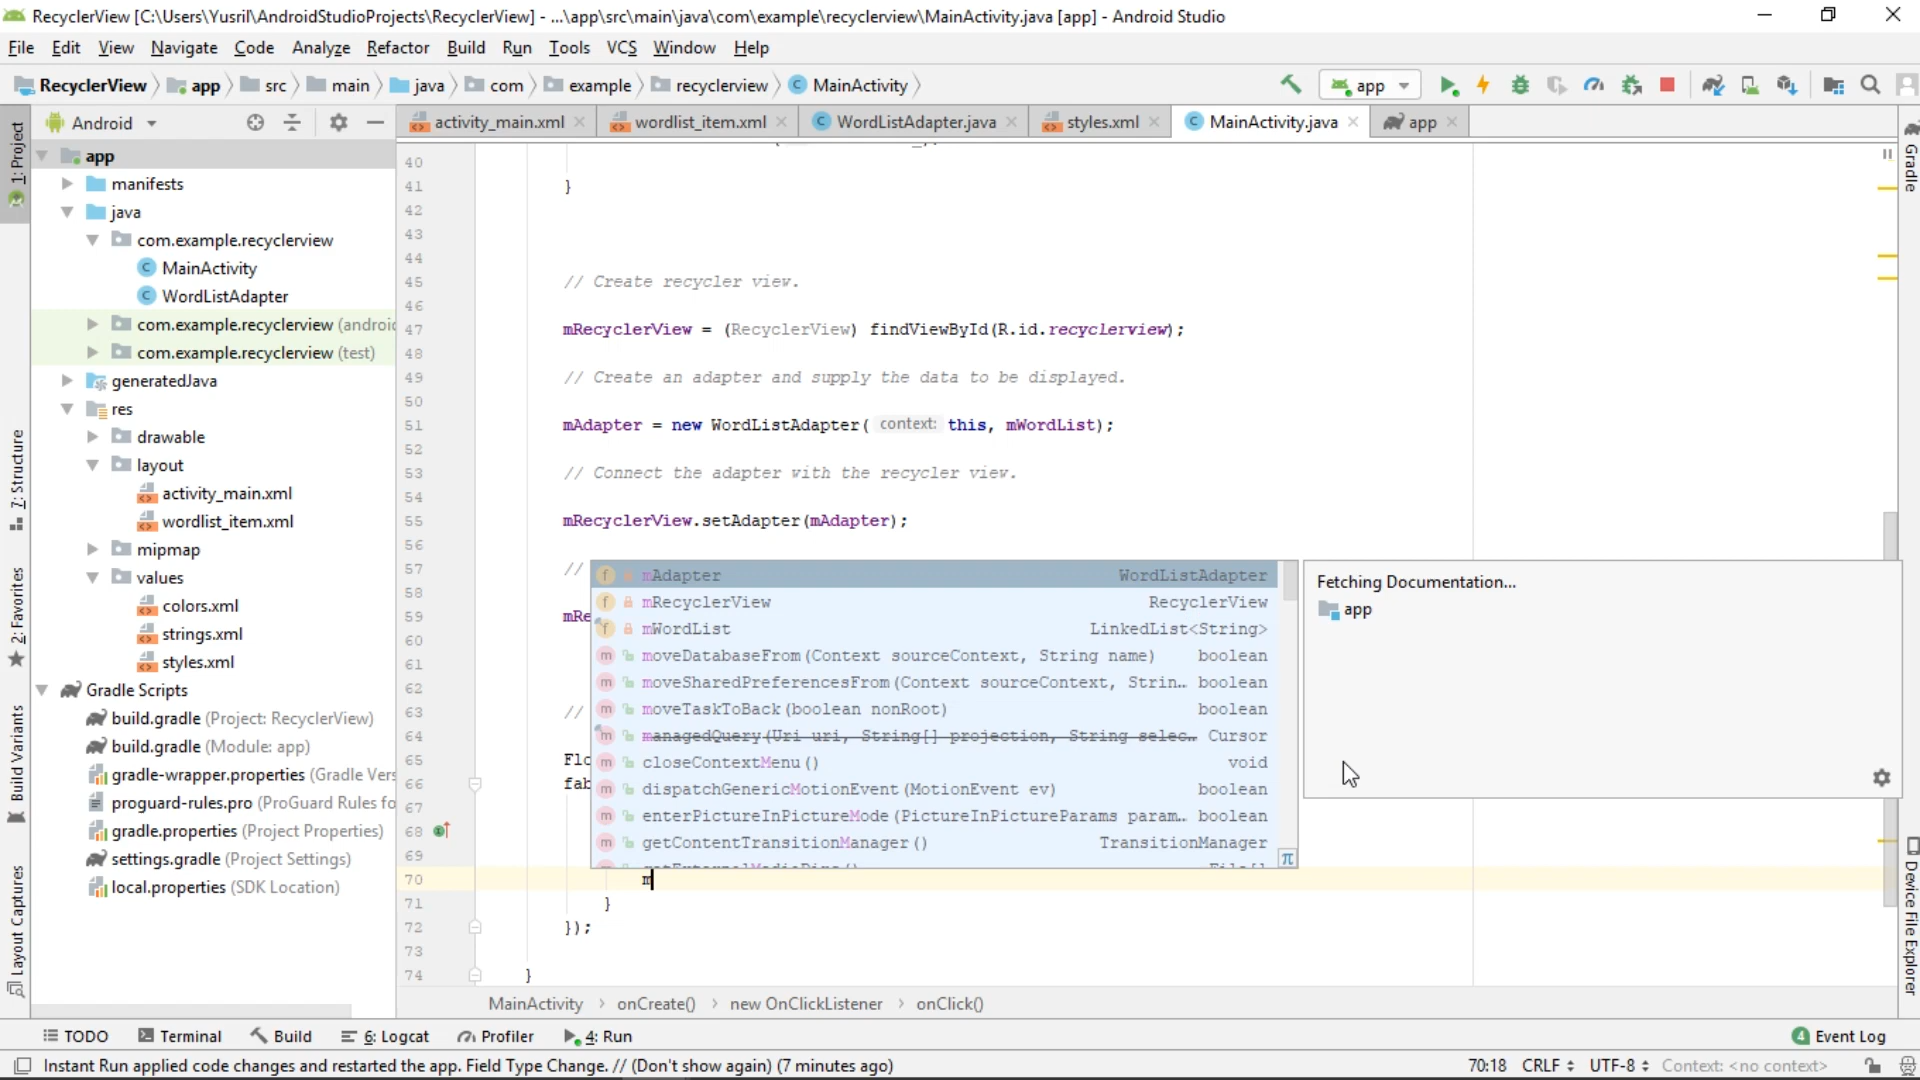 RecyclerView [C:\Users\Yusril\AndroidStudioProjects\RecyclerView] - ...\app\src\main\java\com\example\recyclerview\MainActivity.java [app] - Android Studio
File Edit View Navigate Code Analyze Refactor Build Run Tools VCS Window Help
RecyclerView app src main java com example recyclerview MainActivity app
1: Project
7: Structure
2: Favorites
Build Variants
Layout Captures
Android
app
manifests
java
com.example.recyclerview
MainActivity
WordListAdapter
com.example.recyclerview (androi
com.example.recyclerview (test)
generatedJava
res
drawable
layout
activity_main.xml
wordlist_item.xml
mipmap
values
colors.xml
strings.xml
styles.xml
Gradle Scripts
build.gradle (Project: RecyclerView)
build.gradle (Module: app)
gradle-wrapper.properties (Gradle Vers
proguard-rules.pro (ProGuard Rules fo
gradle.properties (Project Properties)
settings.gradle (Project Settings)
local.properties (SDK Location)
activity_main.xml wordlist_item.xml WordListAdapter.java styles.xml MainActivity.java app
40
41 }
42
43
44
45 // Create recycler view.
46
47 mRecyclerView = (RecyclerView) findViewById(R.id.recyclerview);
48
49 // Create an adapter and supply the data to be displayed.
50
51 mAdapter = new WordListAdapter( context: this, mWordList);
52
53 // Connect the adapter with the recycler view.
54
55 mRecyclerView.setAdapter(mAdapter);
56
57 //
58
59 mRe
60
61
62
63 //
64
65 Flo
66 fab
67
68
69
70 m
71 }
72 });
73
74 }
mAdapter WordListAdapter
mRecyclerView RecyclerView
mWordList LinkedList<String>
moveDatabaseFrom(Context sourceContext, String name) boolean
moveSharedPreferencesFrom(Context sourceContext, Strin… boolean
moveTaskToBack(boolean nonRoot) boolean
managedQuery(Uri uri, String[] projection, String selec… Cursor
closeContextMenu() void
dispatchGenericMotionEvent(MotionEvent ev) boolean
enterPictureInPictureMode(PictureInPictureParams param… boolean
getContentTransitionManager() TransitionManager
π
Fetching Documentation...
app
MainActivity onCreate() new OnClickListener onClick()
Gradle
Device File Explorer
TODO Terminal Build 6: Logcat Profiler 4: Run 4 Event Log
Instant Run applied code changes and restarted the app. Field Type Change. // (Don't show again) (7 minutes ago) 70:18 CRLF UTF-8 Context: <no context>